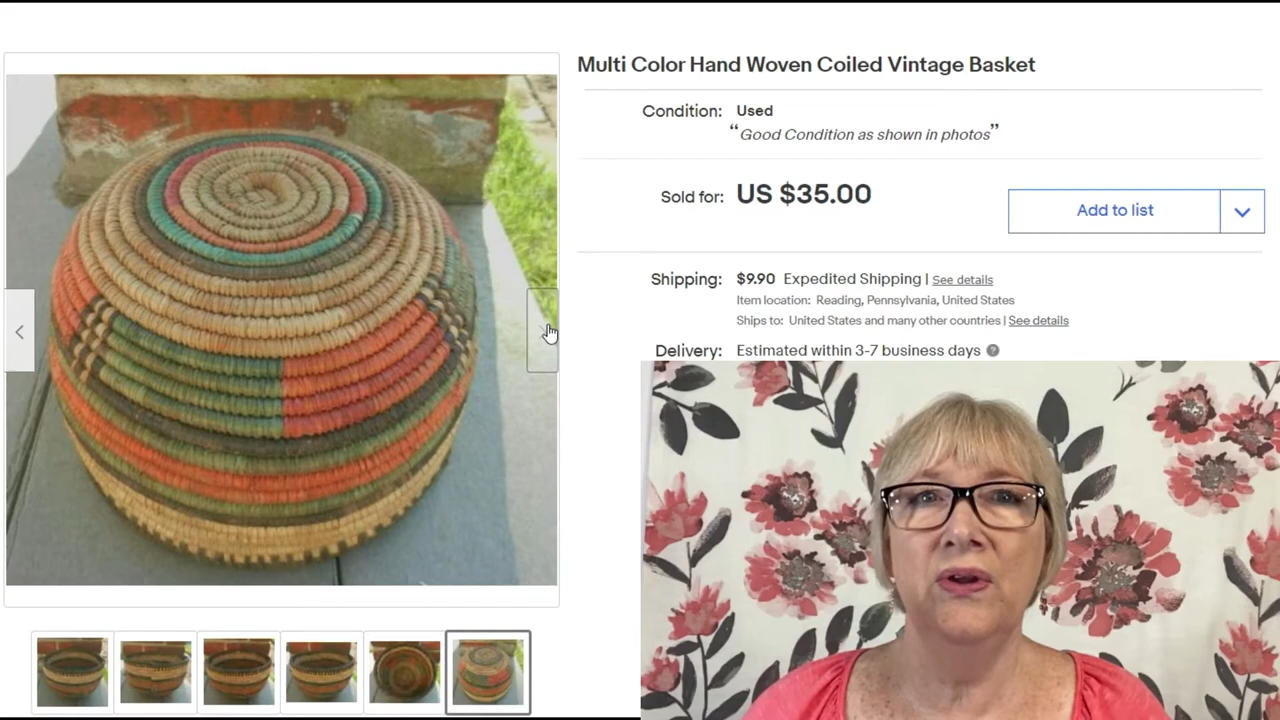 Multi Color Hand Woven Coiled Vintage Basket
Condition: Used
“Good Condition as shown in photos”
Sold for: US $35.00
Add to list
Shipping: $9.90 Expedited Shipping | See details
Item location: Reading, Pennsylvania, United States
Ships to: United States and many other countries | See details
Delivery: Estimated within 3-7 business days ?